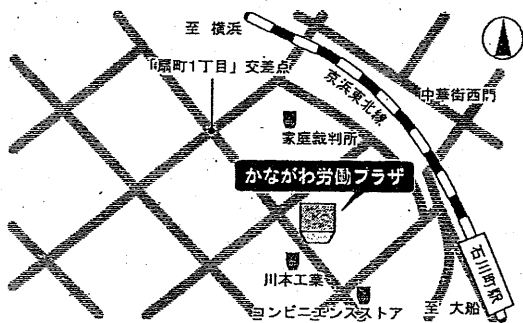 至 横浜
「扇町1丁目」交差点
京浜東北線
中華街西門
家庭裁判所
かながわ労働プラザ
川本工業
コンビニエンスストア
至 大船
石川町駅